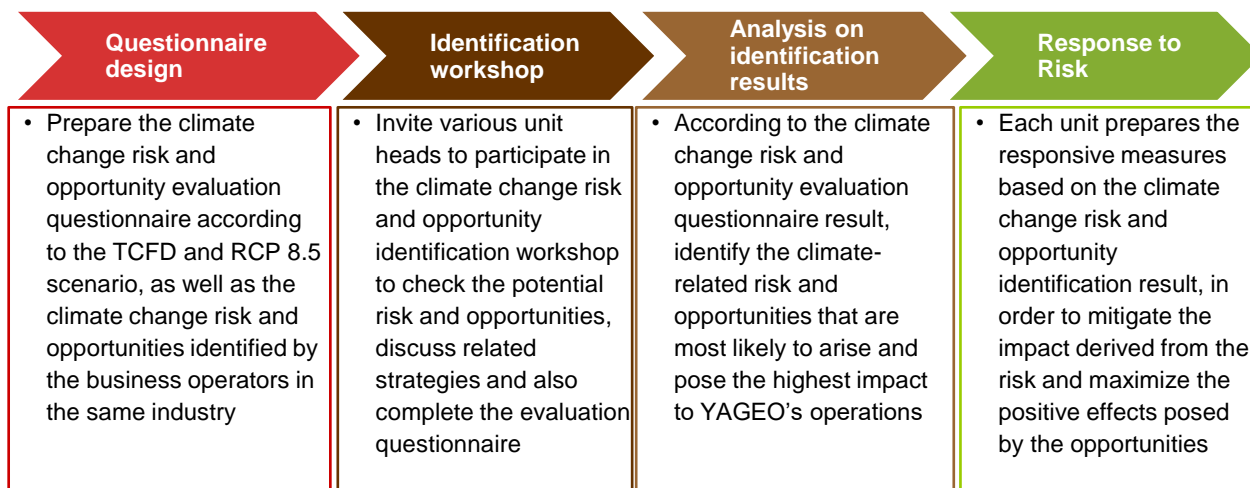 Questionnaire
design
Identification
workshop
Analysis on
identification
results
Response to
Risk
• Prepare the climate
change risk and
opportunity evaluation
questionnaire according
to the TCFD and RCP 8.5
scenario, as well as the
climate change risk and
opportunities identified by
the business operators in
the same industry
• Invite various unit
heads to participate in
the climate change risk
and opportunity
identification workshop
to check the potential
risk and opportunities,
discuss related
strategies and also
complete the evaluation
questionnaire
• According to the climate
change risk and
opportunity evaluation
questionnaire result,
identify the climate-
related risk and
opportunities that are
most likely to arise and
pose the highest impact
to YAGEO’s operations
• Each unit prepares the
responsive measures
based on the climate
change risk and
opportunity
identification result, in
order to mitigate the
impact derived from the
risk and maximize the
positive effects posed
by the opportunities